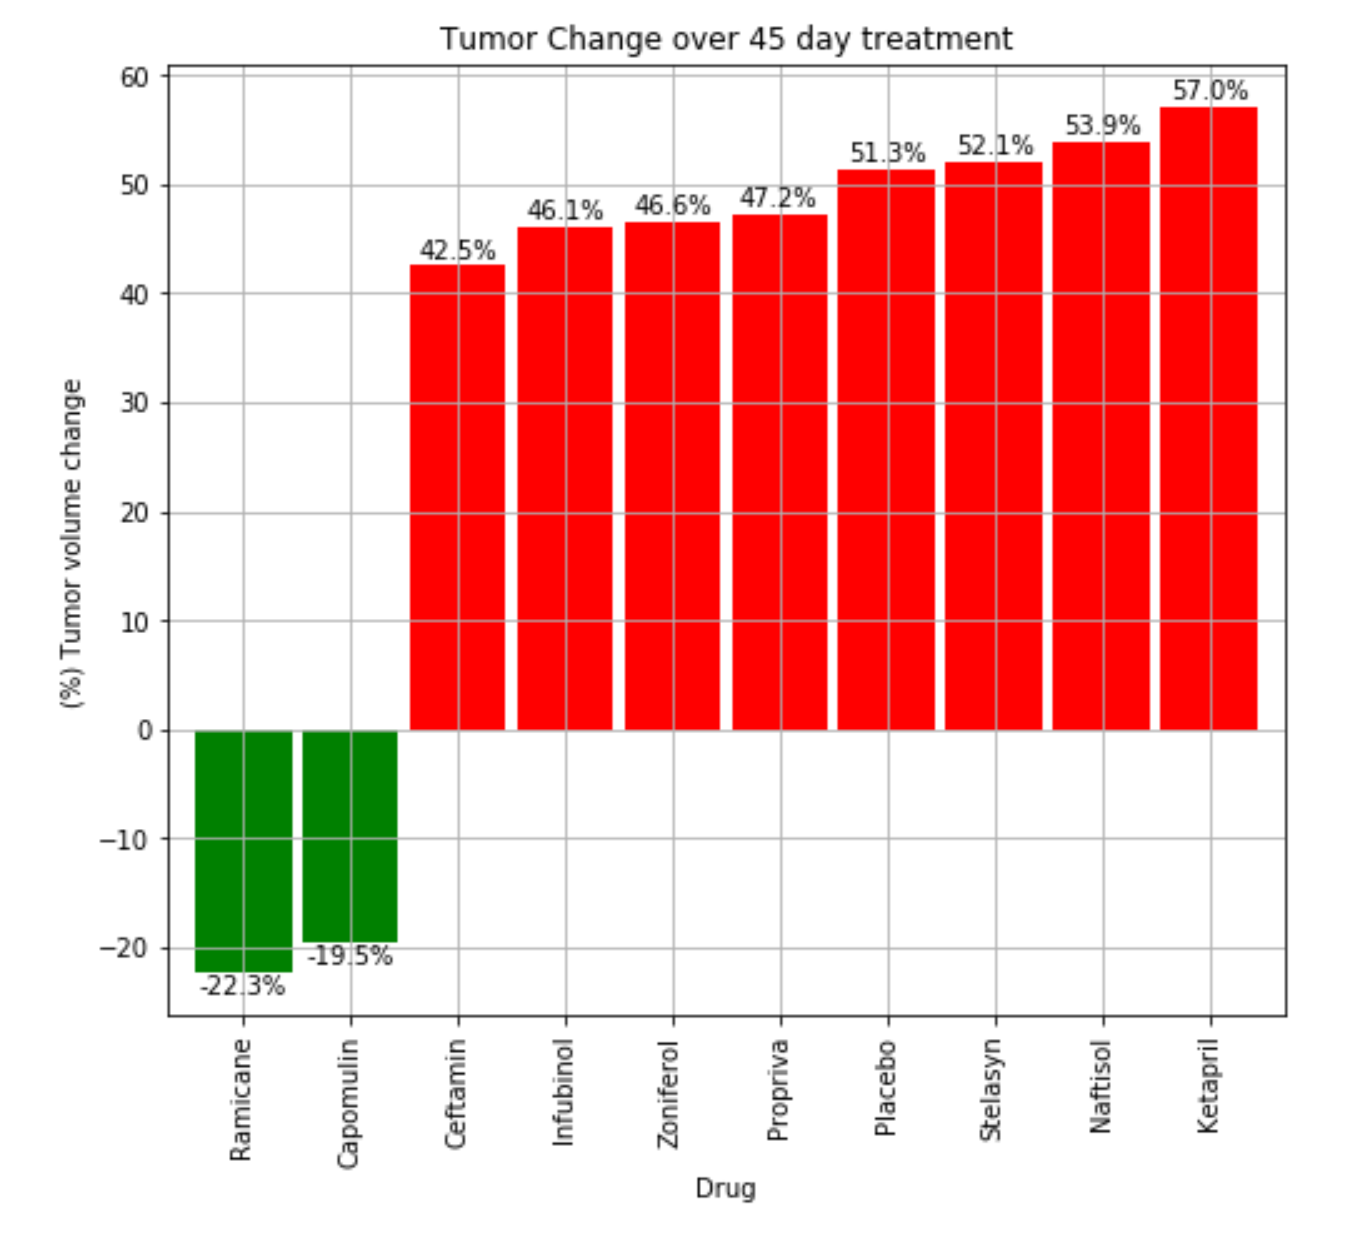 Tumor Change over 45 day treatment
60
50
40
30
20
10
0
−10
−20
(%) Tumor volume change
-22.3%
-19.5%
42.5%
46.1%
46.6%
47.2%
51.3%
52.1%
53.9%
57.0%
Ramicane
Capomulin
Ceftamin
Infubinol
Zoniferol
Propriva
Placebo
Stelasyn
Naftisol
Ketapril
Drug